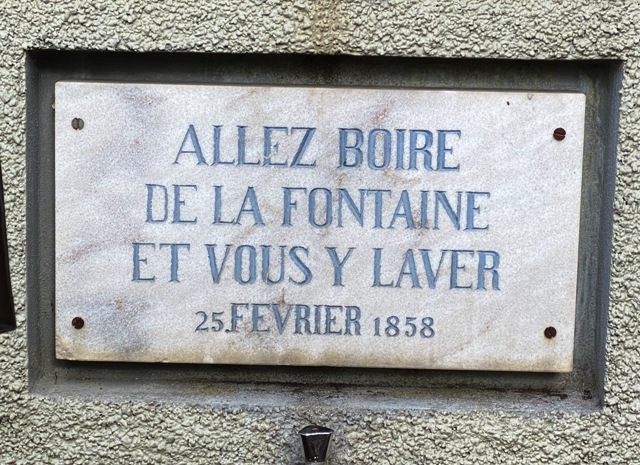 ALLEZ BOIRE
DE LA FONTAINE
ET VOUS Y LAVER
25.FEVRIER 1858